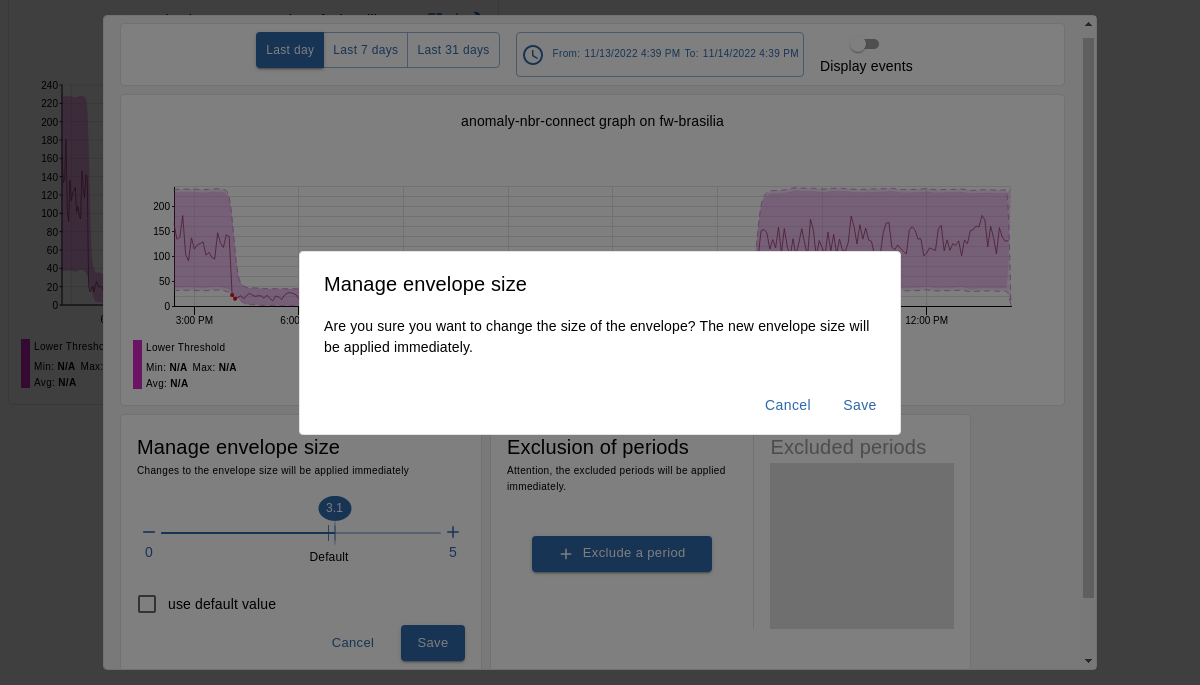 Last day
Last 7 days
Last 31 days
From: 11/13/2022 4:39 PM To: 11/14/2022 4:39 PM
Display events
anomaly-nbr-connect graph on fw-brasilia
240
220
200
180
160
140
120
100
80
60
40
20
0
200
150
100
50
0
3:00 PM
6:00
12:00 PM
Lower Thresho
Min: N/A Max:
Avg: N/A
Lower Threshold
Min: N/A Max: N/A
Avg: N/A
Manage envelope size
Are you sure you want to change the size of the envelope? The new envelope size will
be applied immediately.
Cancel
Save
Manage envelope size
Changes to the envelope size will be applied immediately
3.1
0
5
Default
use default value
Cancel
Save
Exclusion of periods
Attention, the excluded periods will be applied
immediately.
Exclude a period
Excluded periods